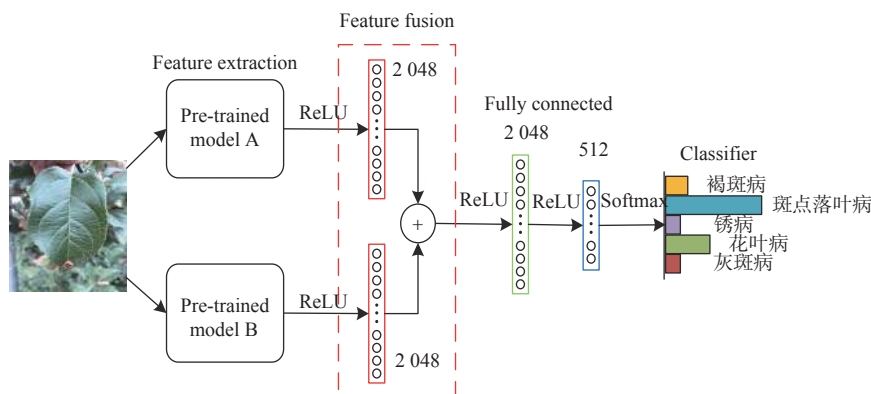 Feature fusion
Feature extraction
2 048
Pre-trained
model A
ReLU
Fully connected
2 048
512
Classifier
ReLU
ReLU
Softmax
褐斑病
斑点落叶病
锈病
花叶病
灰斑病
+
Pre-trained
model B
ReLU
2 048